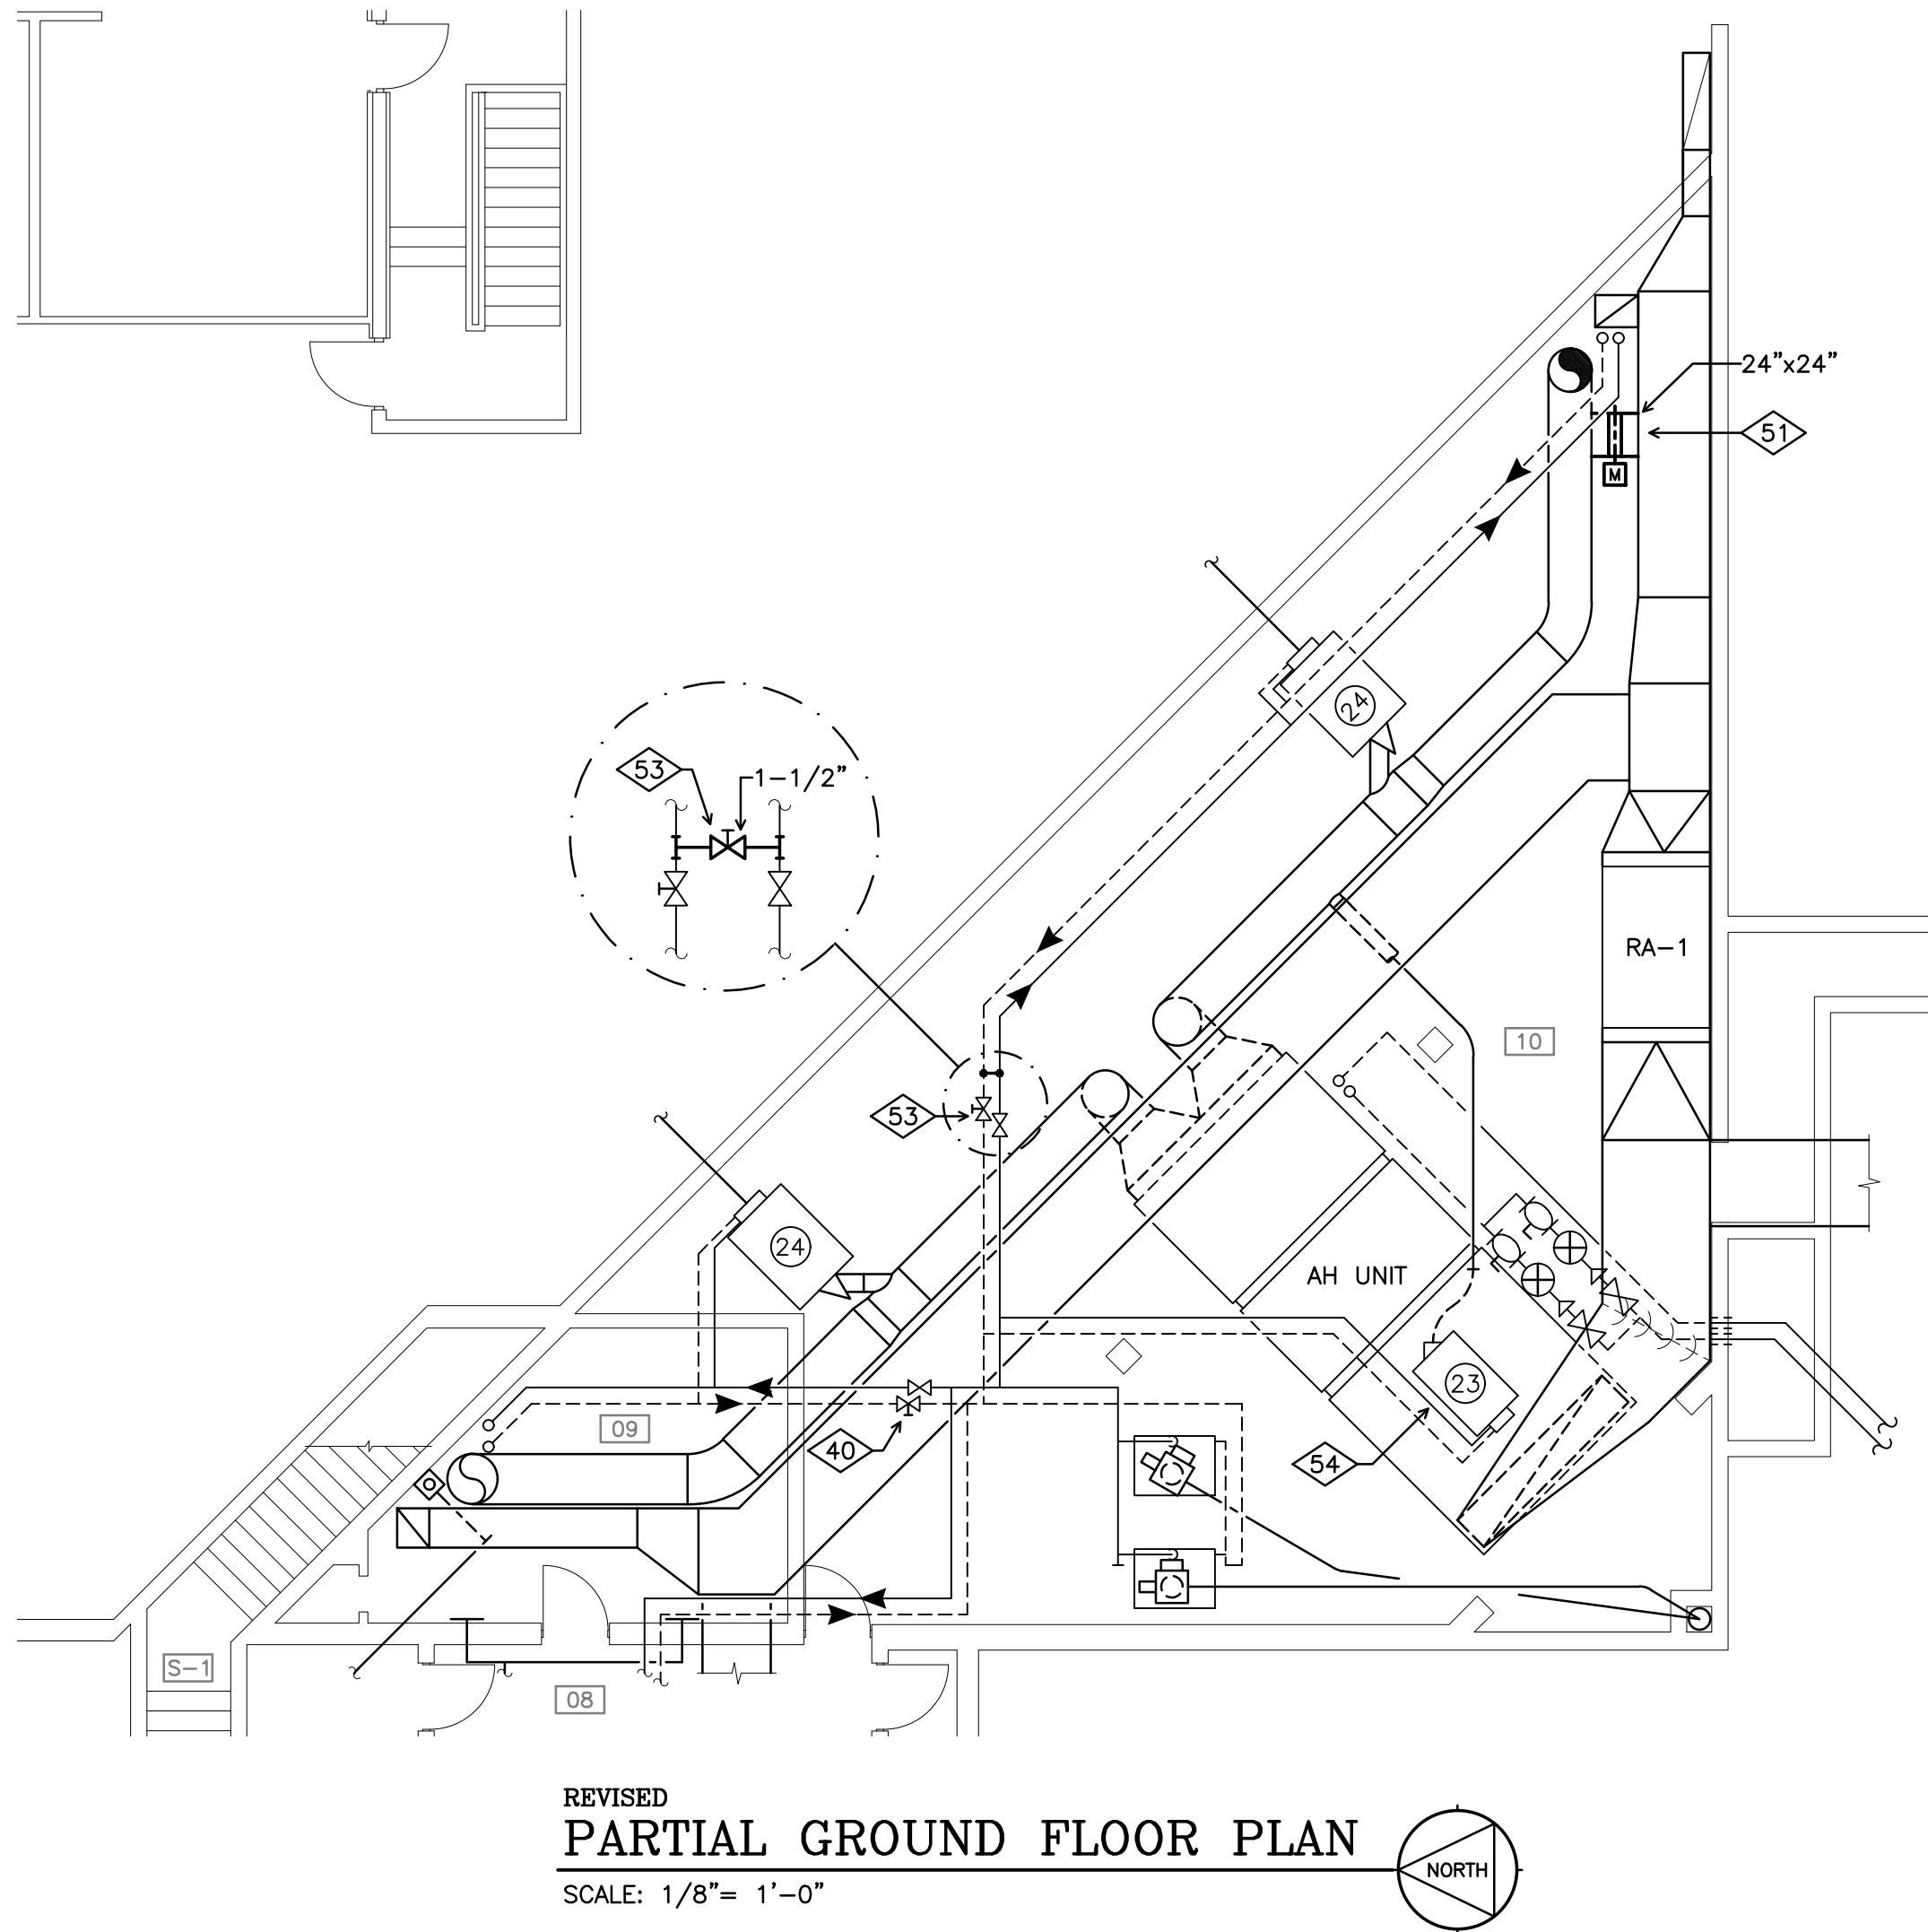 24”x24”
51
M
24
53
1-1/2”
RA-1
10
53
24
AH UNIT
23
09
40
54
S-1
08
REVISED
PARTIAL GROUND FLOOR PLAN
NORTH
SCALE: 1/8”= 1’-0”